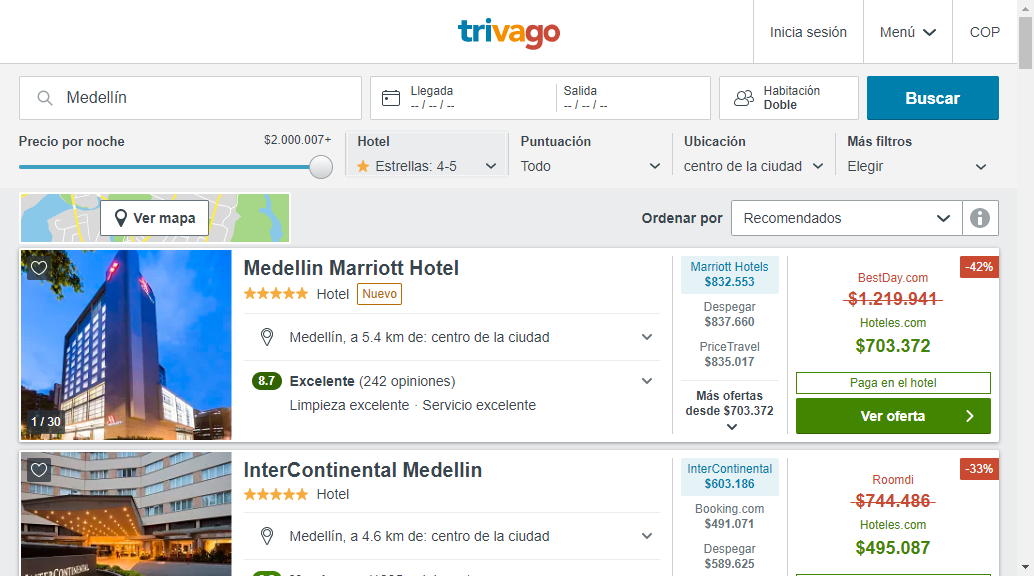 trivago
Inicia sesión
Menú
COP
Medellín
Llegada
-- / -- / --
Salida
-- / -- / --
Habitación
Doble
Buscar
Precio por noche
$2.000.007+
Hotel
Estrellas: 4-5
Puntuación
Todo
Ubicación
centro de la ciudad
Más filtros
Elegir
Ver mapa
Ordenar por
Recomendados
1 / 30
Medellin Marriott Hotel
Hotel
Nuevo
Medellín, a 5.4 km de: centro de la ciudad
8.7 Excelente (242 opiniones)
Limpieza excelente · Servicio excelente
Marriott Hotels
$832.553
Despegar
$837.660
PriceTravel
$835.017
Más ofertas
desde $703.372
-42%
BestDay.com
$1.219.941
Hoteles.com
$703.372
Paga en el hotel
Ver oferta
INTERCONTINENTAL
InterContinental Medellin
Hotel
Medellín, a 4.6 km de: centro de la ciudad
InterContinental
$603.186
Booking.com
$491.071
Despegar
$589.625
-33%
Roomdi
$744.486
Hoteles.com
$495.087